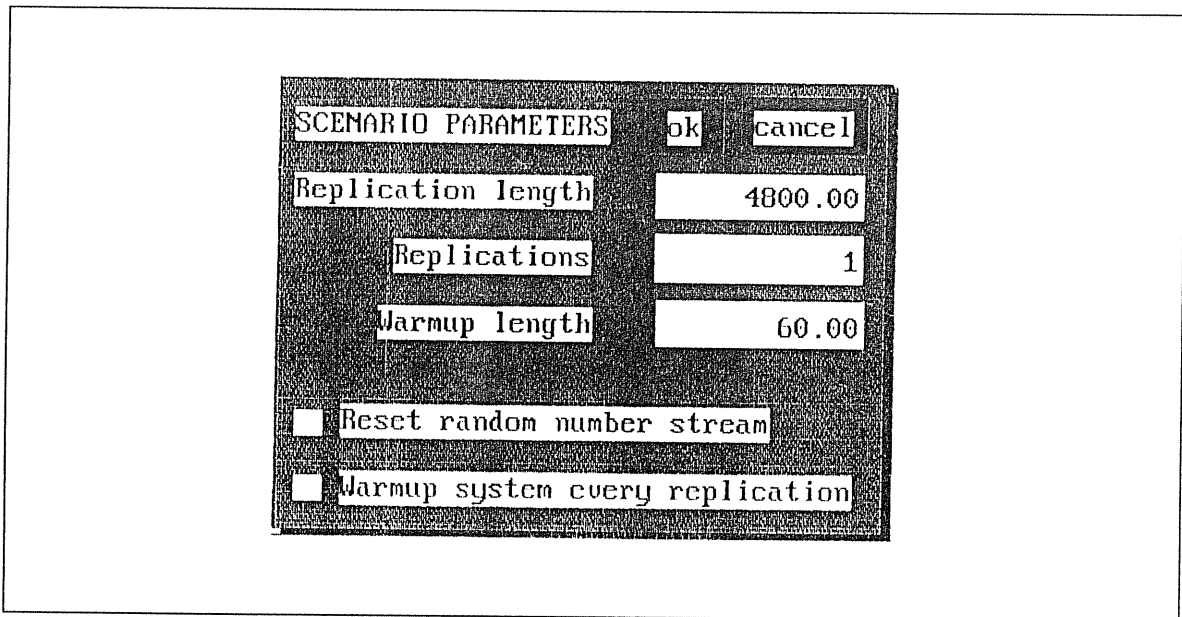 SCENARIO PARAMETERS ok cancel
Replication length 4800.00
Replications 1
Warmup length 60.00
Reset random number stream
Warmup system every replication